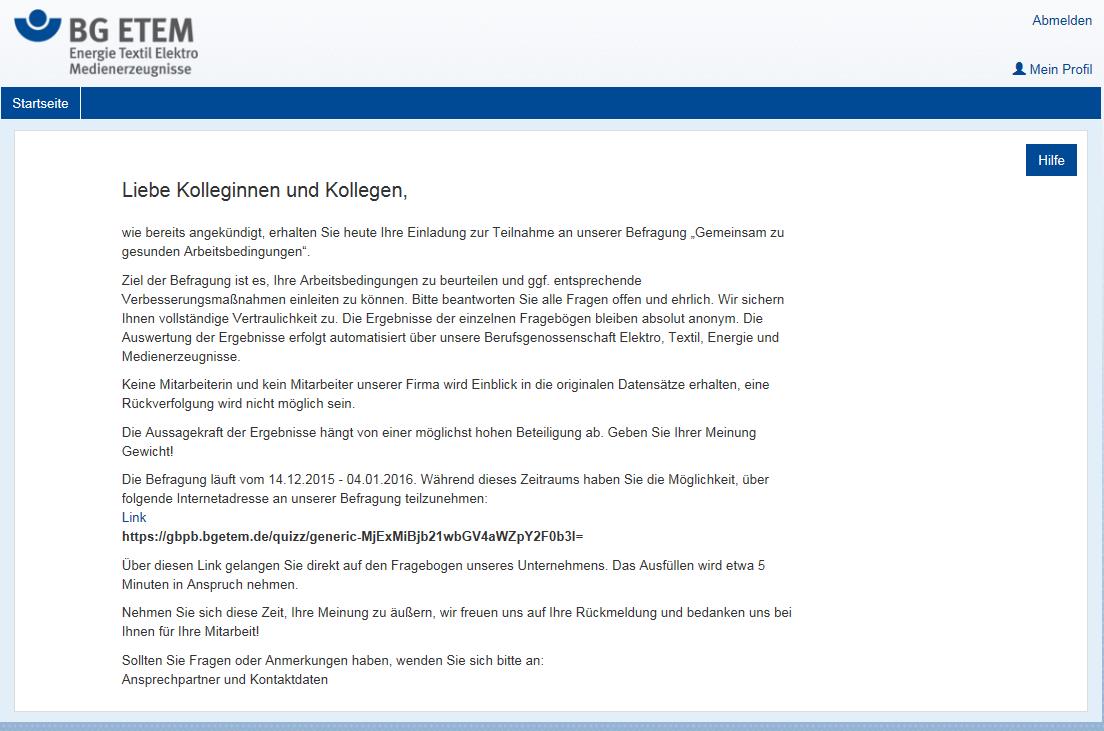 BG ETEM
Energie Textil Elektro
Medienerzeugnisse
Abmelden
Mein Profil
Startseite
Hilfe
Liebe Kolleginnen und Kollegen,
wie bereits angekündigt, erhalten Sie heute Ihre Einladung zur Teilnahme an unserer Befragung „Gemeinsam zu
gesunden Arbeitsbedingungen“.
Ziel der Befragung ist es, Ihre Arbeitsbedingungen zu beurteilen und ggf. entsprechende
Verbesserungsmaßnahmen einleiten zu können. Bitte beantworten Sie alle Fragen offen und ehrlich. Wir sichern
Ihnen vollständige Vertraulichkeit zu. Die Ergebnisse der einzelnen Fragebögen bleiben absolut anonym. Die
Auswertung der Ergebnisse erfolgt automatisiert über unsere Berufsgenossenschaft Elektro, Textil, Energie und
Medienerzeugnisse.
Keine Mitarbeiterin und kein Mitarbeiter unserer Firma wird Einblick in die originalen Datensätze erhalten, eine
Rückverfolgung wird nicht möglich sein.
Die Aussagekraft der Ergebnisse hängt von einer möglichst hohen Beteiligung ab. Geben Sie Ihrer Meinung
Gewicht!
Die Befragung läuft vom 14.12.2015 - 04.01.2016. Während dieses Zeitraums haben Sie die Möglichkeit, über
folgende Internetadresse an unserer Befragung teilzunehmen:
Link
https://gbpb.bgetem.de/quizz/generic-MjExMiBjb21wbGV4aWZpY2F0b3I=
Über diesen Link gelangen Sie direkt auf den Fragebogen unseres Unternehmens. Das Ausfüllen wird etwa 5
Minuten in Anspruch nehmen.
Nehmen Sie sich diese Zeit, Ihre Meinung zu äußern, wir freuen uns auf Ihre Rückmeldung und bedanken uns bei
Ihnen für Ihre Mitarbeit!
Sollten Sie Fragen oder Anmerkungen haben, wenden Sie sich bitte an:
Ansprechpartner und Kontaktdaten